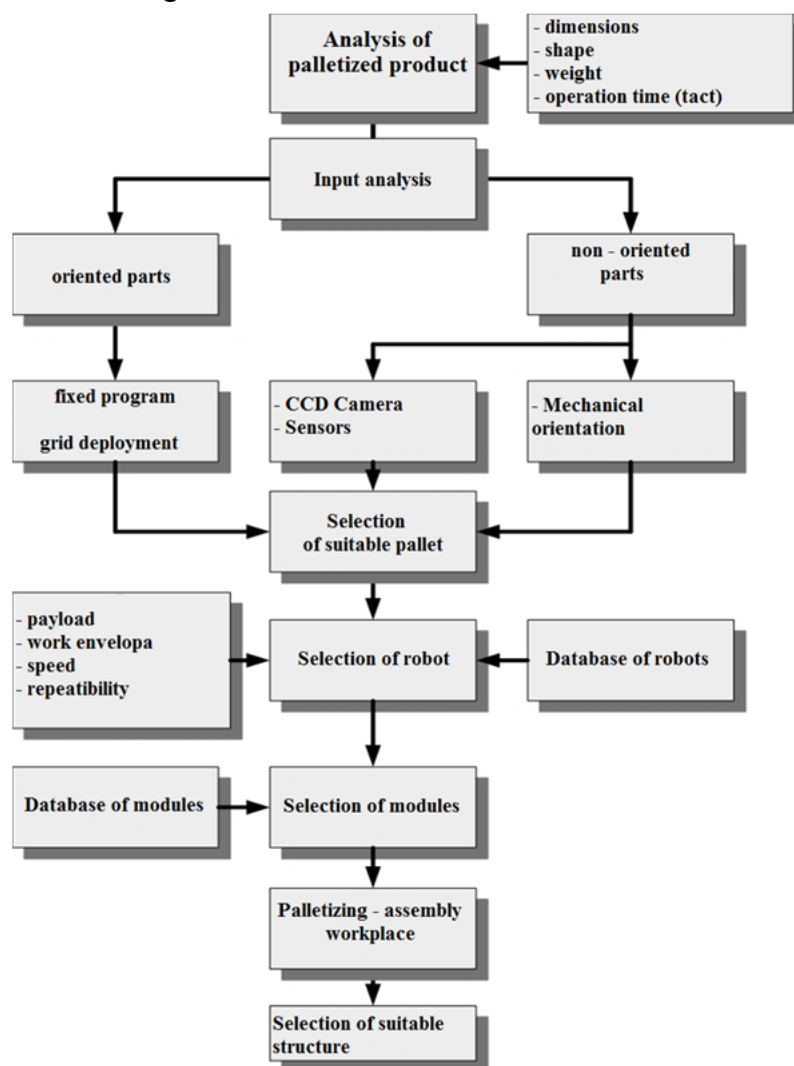 Analysis of
palletized product
- dimensions
- shape
- weight
- operation time (tact)
Input analysis
oriented parts
non - oriented
parts
fixed program
grid deployment
- CCD Camera
- Sensors
- Mechanical
orientation
Selection
of suitable pallet
- payload
- work envelopa
- speed
- repeatibility
Selection of robot
Database of robots
Database of modules
Selection of modules
Palletizing - assembly
workplace
Selection of suitable
structure